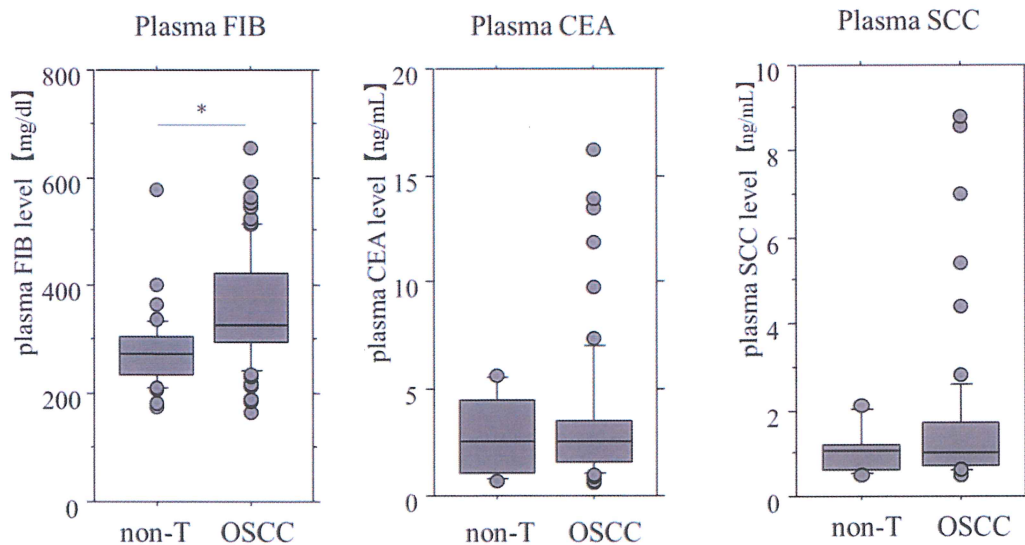 Plasma FIB
800
600
400
200
0
plasma FIB level 【mg/dl】
*
non-T
OSCC
Plasma CEA
20
15
10
5
0
plasma CEA level 【ng/mL】
non-T
OSCC
Plasma SCC
10
8
6
4
2
0
plasma SCC level 【ng/mL】
non-T
OSCC